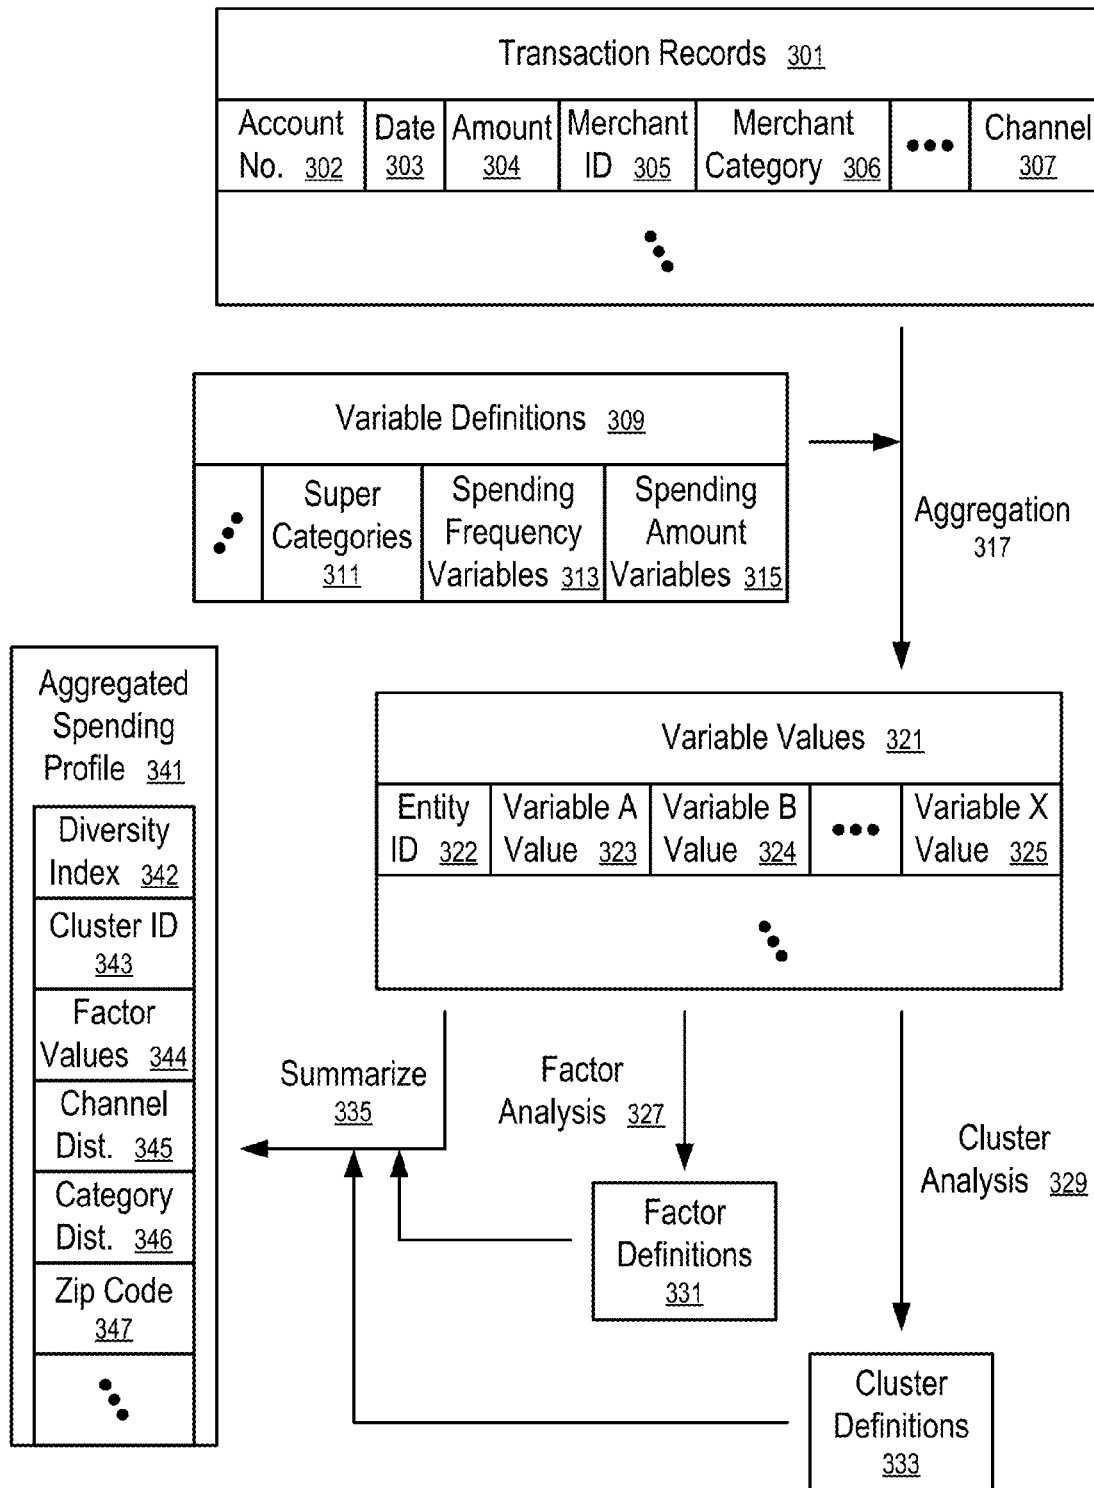 Transaction Records 301
Account No. 302
Date 303
Amount 304
Merchant ID 305
Merchant Category 306
•••
Channel 307
Variable Definitions 309
Super Categories 311
Spending Frequency Variables 313
Spending Amount Variables 315
Aggregation 317
Aggregated Spending Profile 341
Diversity Index 342
Cluster ID 343
Factor Values 344
Channel Dist. 345
Category Dist. 346
Zip Code 347
Variable Values 321
Entity ID 322
Variable A Value 323
Variable B Value 324
•••
Variable X Value 325
Summarize 335
Factor Analysis 327
Cluster Analysis 329
Factor Definitions 331
Cluster Definitions 333